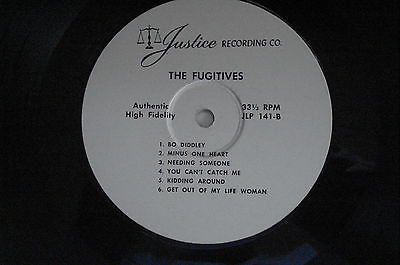 Justice RECORDING CO.
THE FUGITIVES
Authentic
High Fidelity
33⅓ RPM
JLP 141-B
1. BO DIDDLEY
2. MINUS ONE HEART
3. NEEDING SOMEONE
4. YOU CAN'T CATCH ME
5. KIDDING AROUND
6. GET OUT OF MY LIFE WOMAN